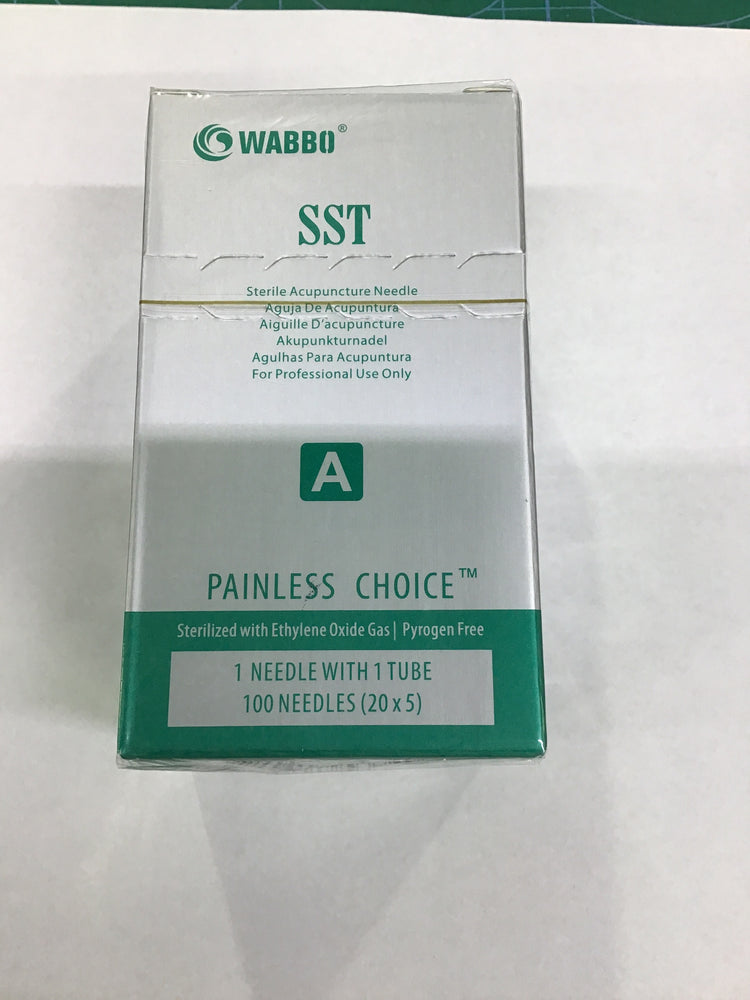 WABBO®
SST
Sterile Acupuncture Needle
Aguja De Acupuntura
Aiguille D'acupuncture
Akupunkturnadel
Agulhas Para Acupuntura
For Professional Use Only
A
PAINLESS CHOICE™
Sterilized with Ethylene Oxide Gas | Pyrogen Free
1 NEEDLE WITH 1 TUBE
100 NEEDLES (20 x 5)